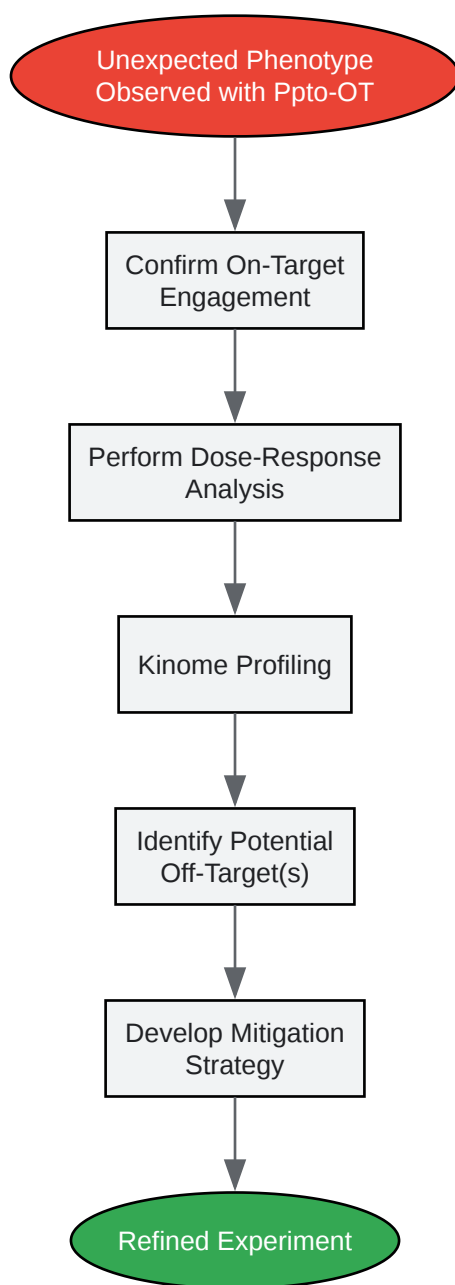 Unexpected Phenotype
Observed with Ppto-OT
Confirm On-Target
Engagement
Perform Dose-Response
Analysis
Kinome Profiling
Identify Potential
Off-Target(s)
Develop Mitigation
Strategy
Refined Experiment